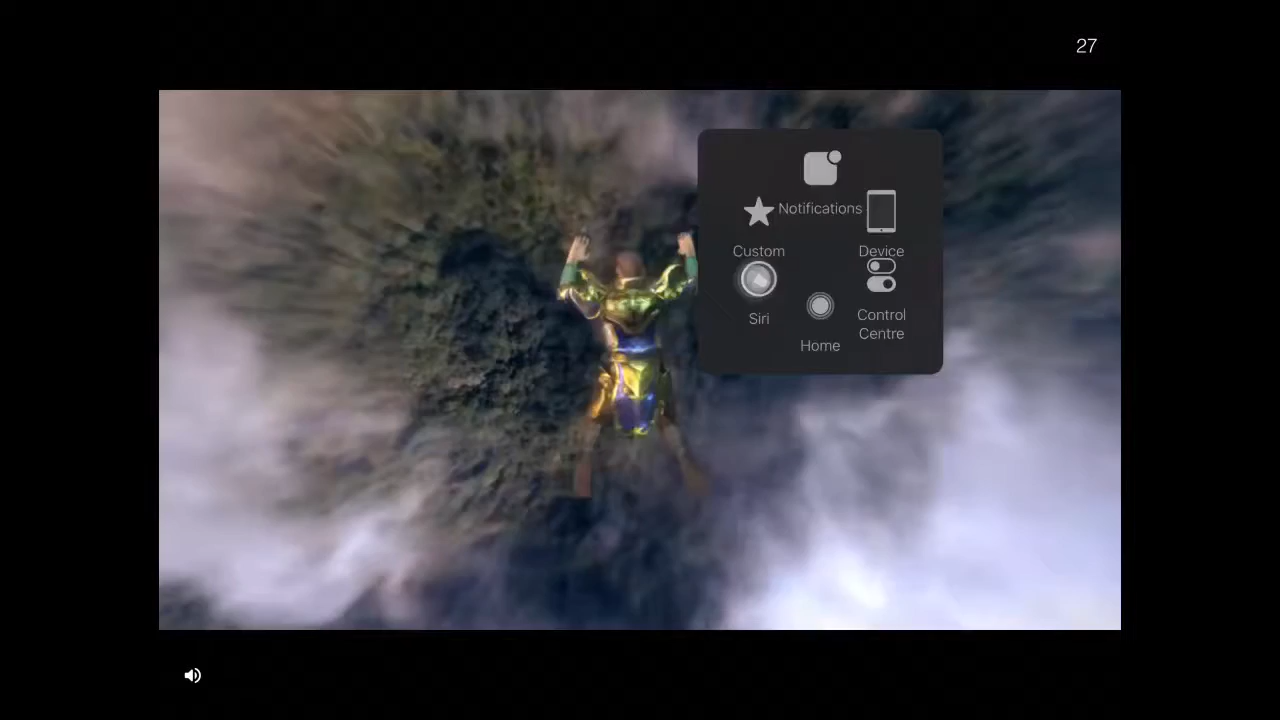 27
Notifications
Custom
Device
Siri
Control
Centre
Home